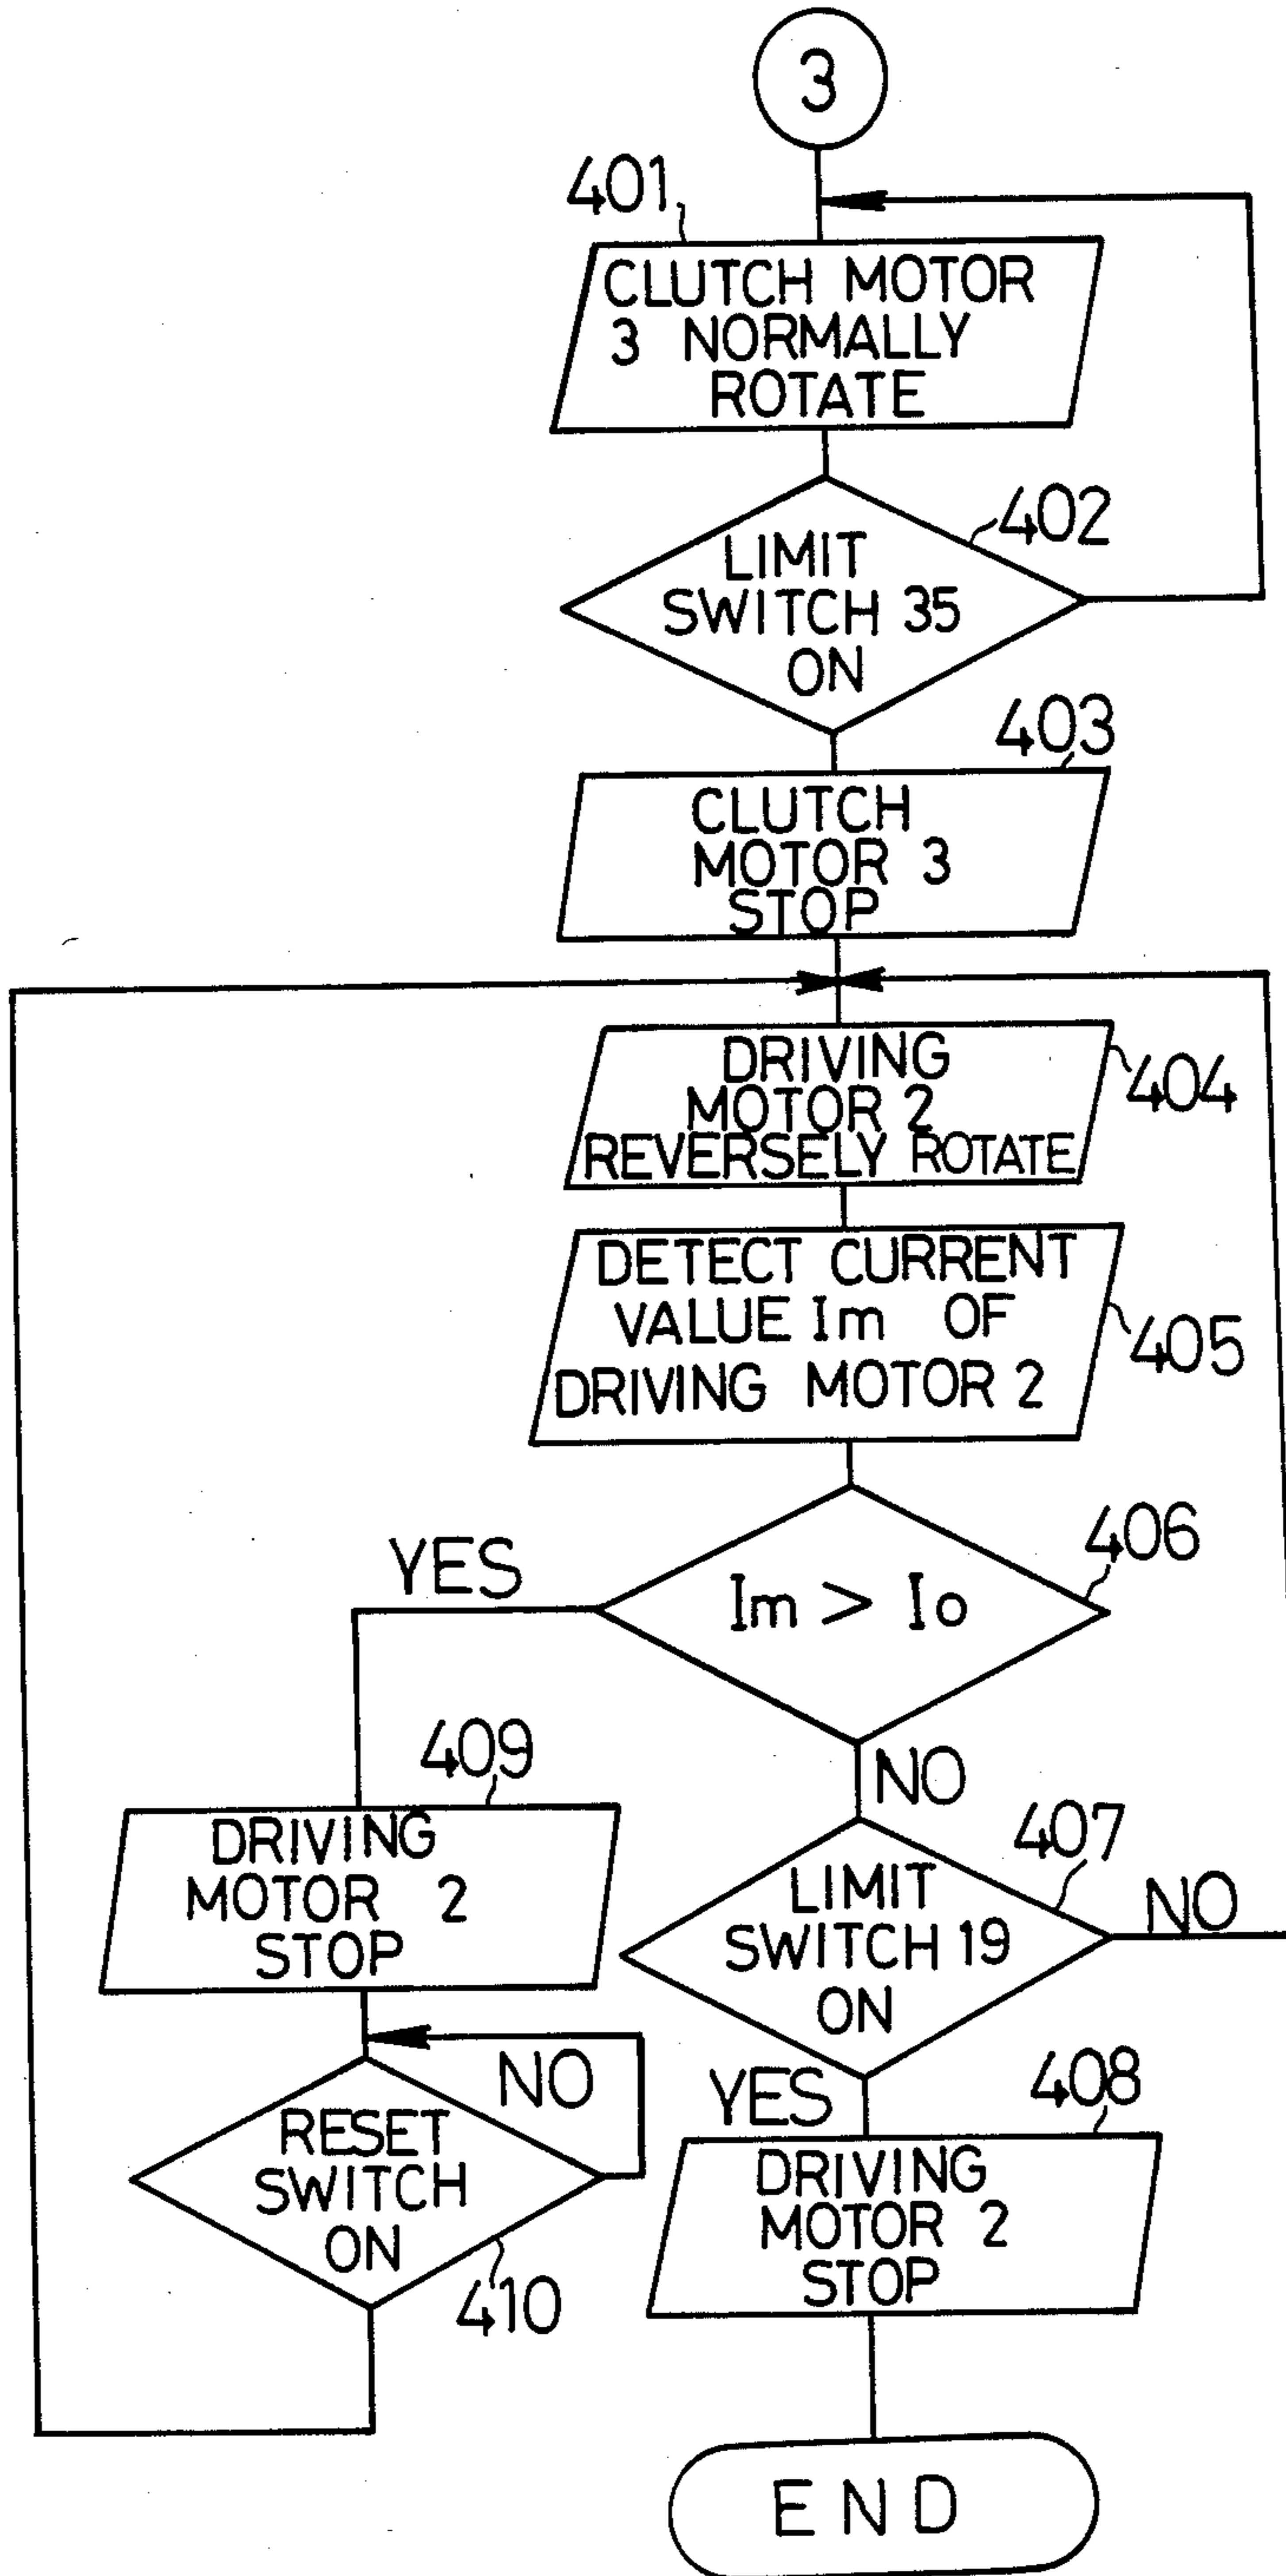 3
401
CLUTCH MOTOR
3 NORMALLY
ROTATE
402
LIMIT
SWITCH 35
ON
403
CLUTCH
MOTOR 3
STOP
404
DRIVING
MOTOR 2
REVERSELY ROTATE
DETECT CURRENT
VALUE Im OF
DRIVING MOTOR 2
405
406
YES
Im > Io
NO
409
DRIVING
MOTOR 2
STOP
407
LIMIT
SWITCH 19
ON
NO
NO
RESET
SWITCH
ON
410
YES
408
DRIVING
MOTOR 2
STOP
END